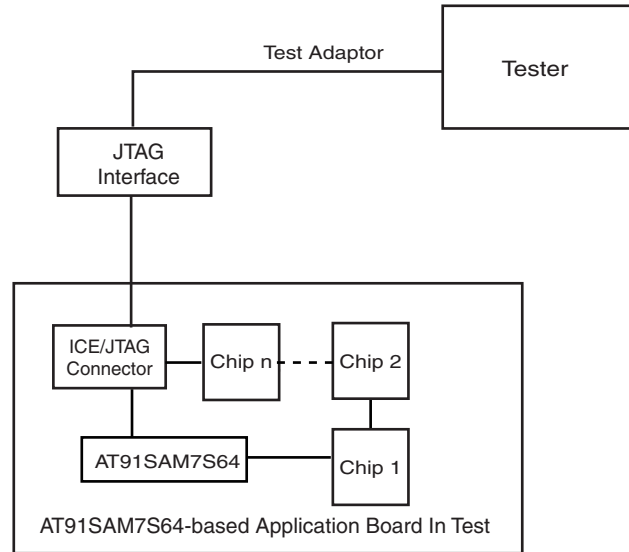 Test Adaptor
Tester
JTAG
Interface
ICE/JTAG
Connector
Chip n
Chip 2
AT91SAM7S64
Chip 1
AT91SAM7S64-based Application Board In Test